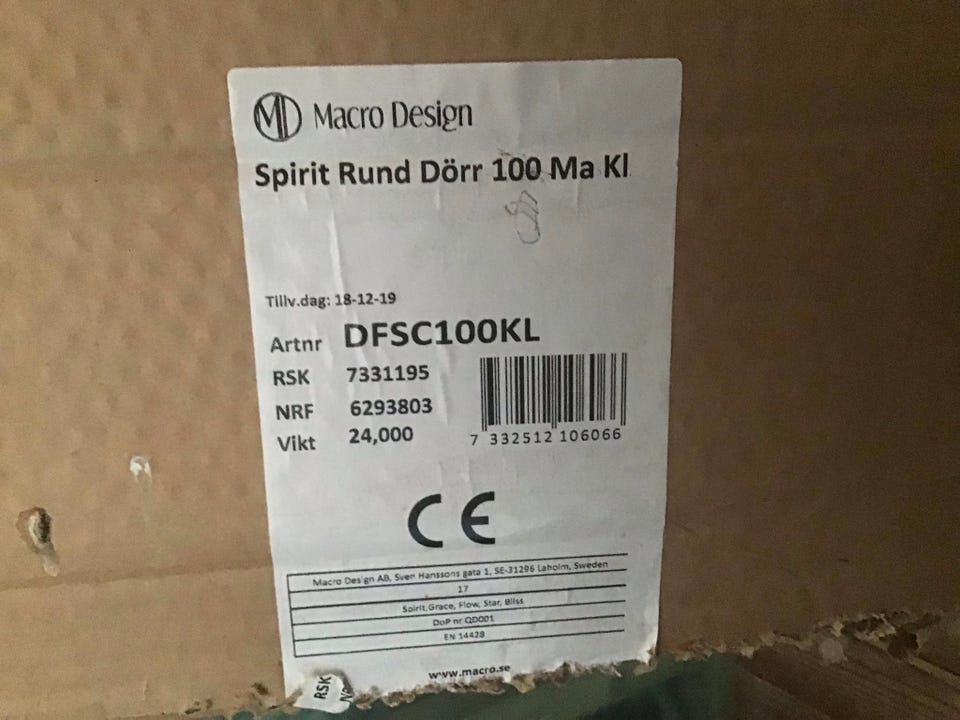 MD Macro Design
Spirit Rund Dörr 100 Ma Kl
Tillv.dag: 18-12-19
Artnr DFSC100KL
RSK 7331195
NRF 6293803
Vikt 24,000
7 332512 106066
CE
Macro Design AB, Sven Hanssons gata 1, SE-31296 Laholm, Sweden
17
Spirit, Grace, Flow, Star, Bliss
DoP nr QD001
EN 14428
www.macro.se
RSK